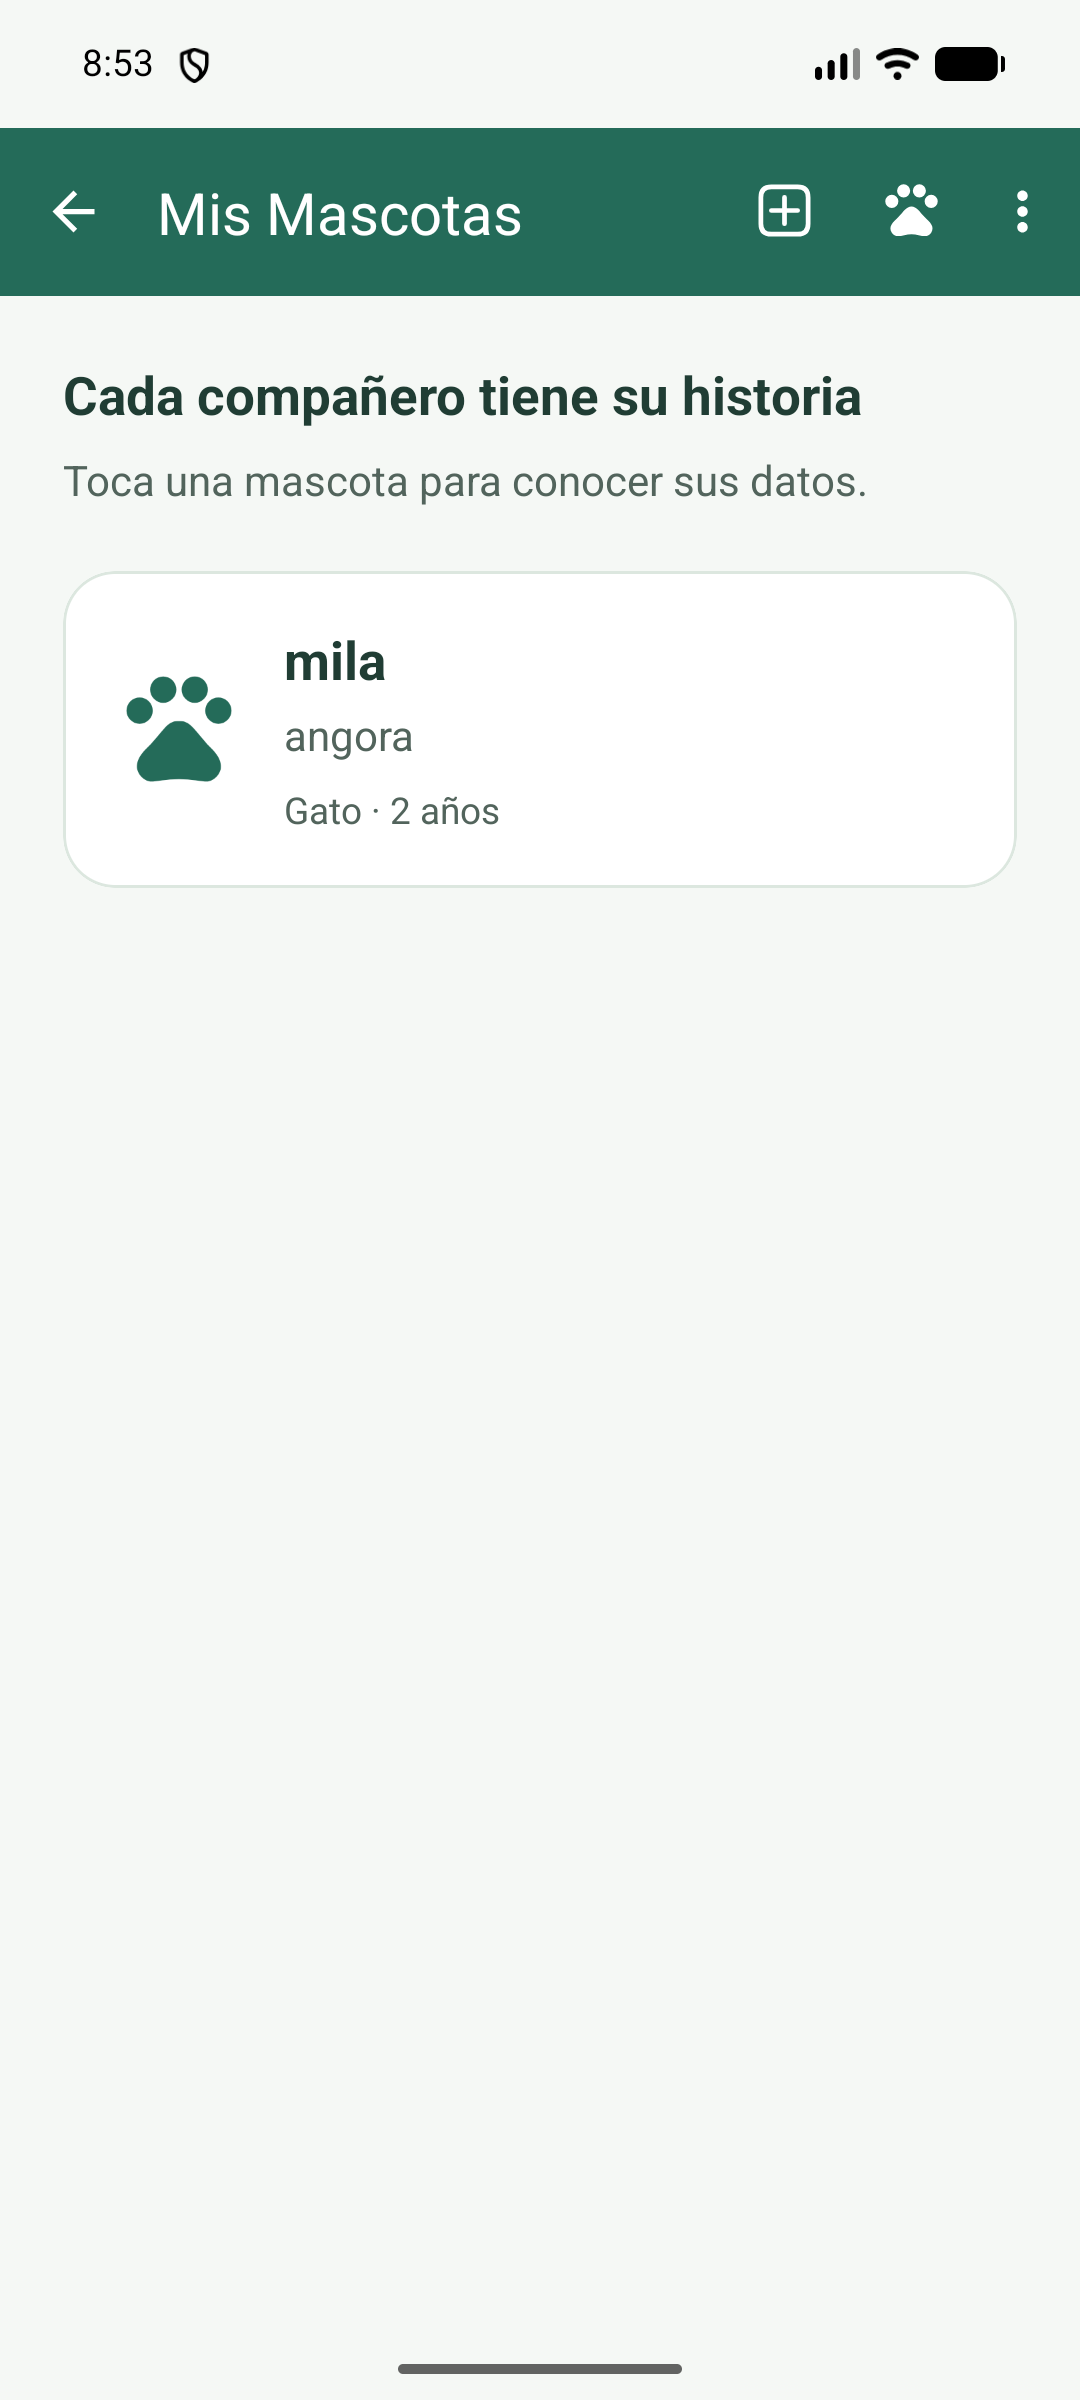 8:53
Mis Mascotas
Cada compañero tiene su historia
Toca una mascota para conocer sus datos.
mila
angora
Gato · 2 años